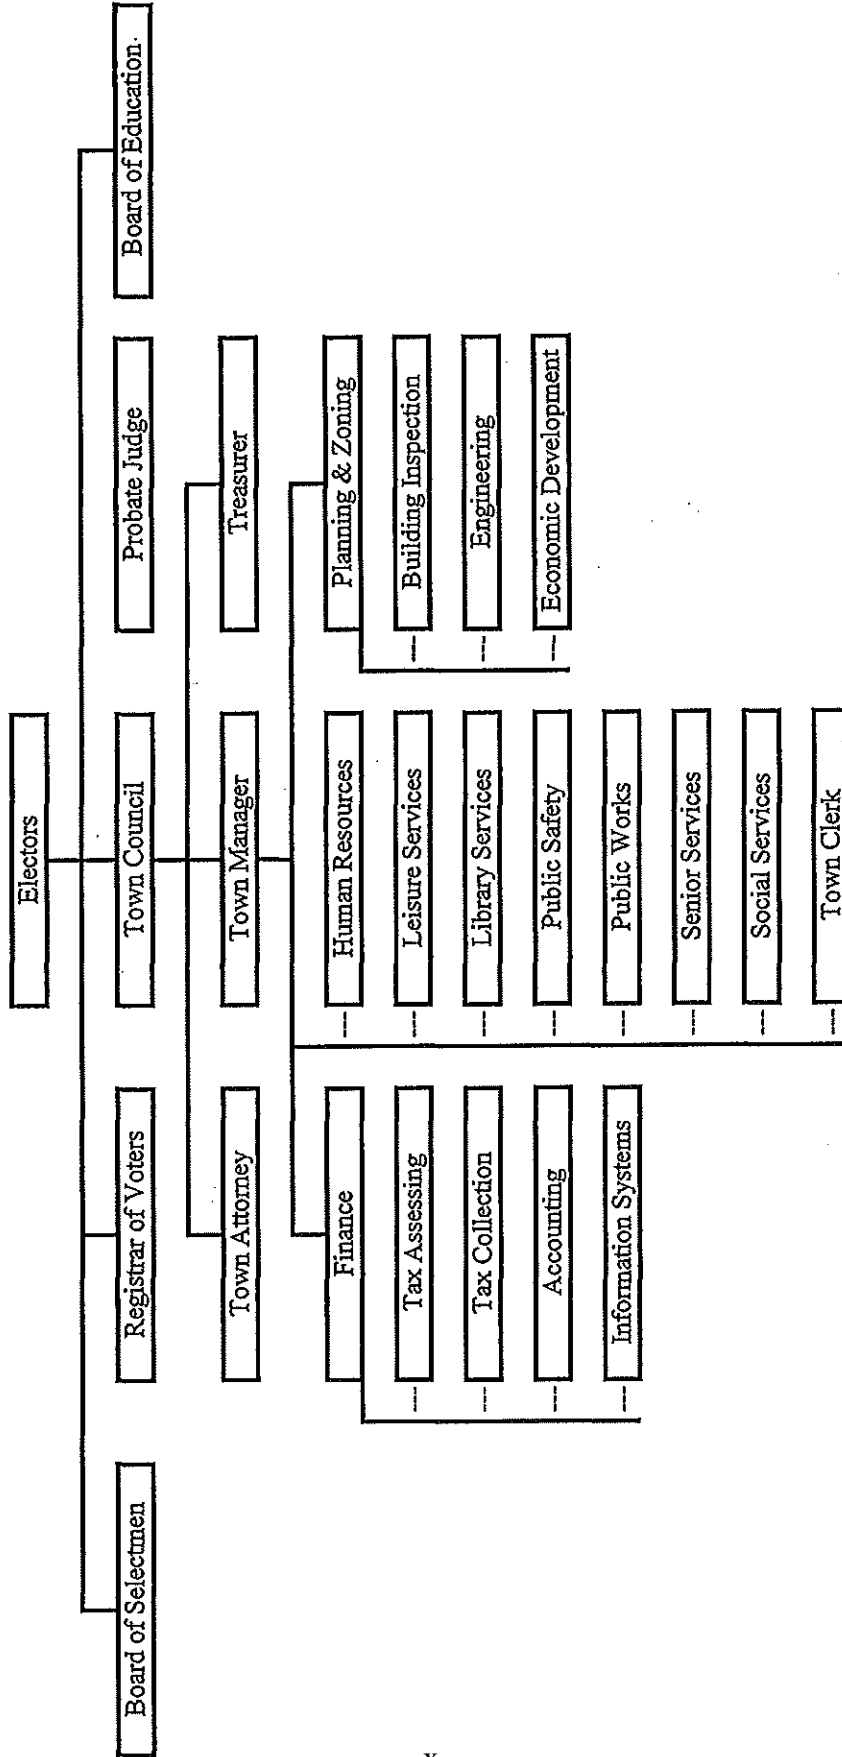 Electors
Board of Selectmen
Registrar of Voters
Town Council
Probate Judge
Board of Education
Town Attorney
Town Manager
Treasurer
Finance
--- Tax Assessing
--- Tax Collection
--- Accounting
--- Information Systems
--- Human Resources
--- Leisure Services
--- Library Services
--- Public Safety
--- Public Works
--- Senior Services
--- Social Services
--- Town Clerk
Planning & Zoning
--- Building Inspection
--- Engineering
--- Economic Development
x